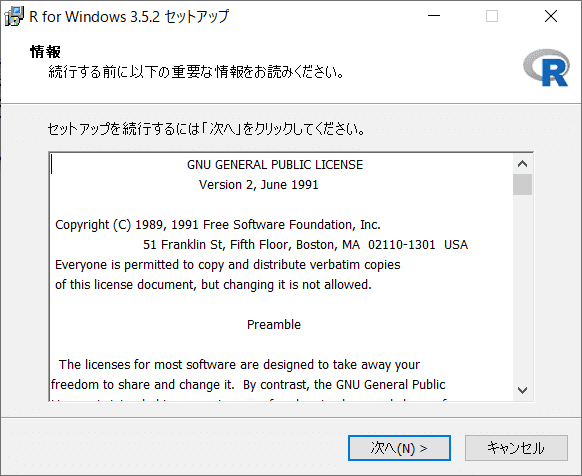 R for Windows 3.5.2 セットアップ
情報
続行する前に以下の重要な情報をお読みください。
R
セットアップを続行するには「次へ」をクリックしてください。
GNU GENERAL PUBLIC LICENSE
Version 2, June 1991
Copyright (C) 1989, 1991 Free Software Foundation, Inc.
51 Franklin St, Fifth Floor, Boston, MA  02110-1301  USA
Everyone is permitted to copy and distribute verbatim copies
of this license document, but changing it is not allowed.
Preamble
The licenses for most software are designed to take away your
freedom to share and change it.  By contrast, the GNU General Public
次へ(N) >
キャンセル